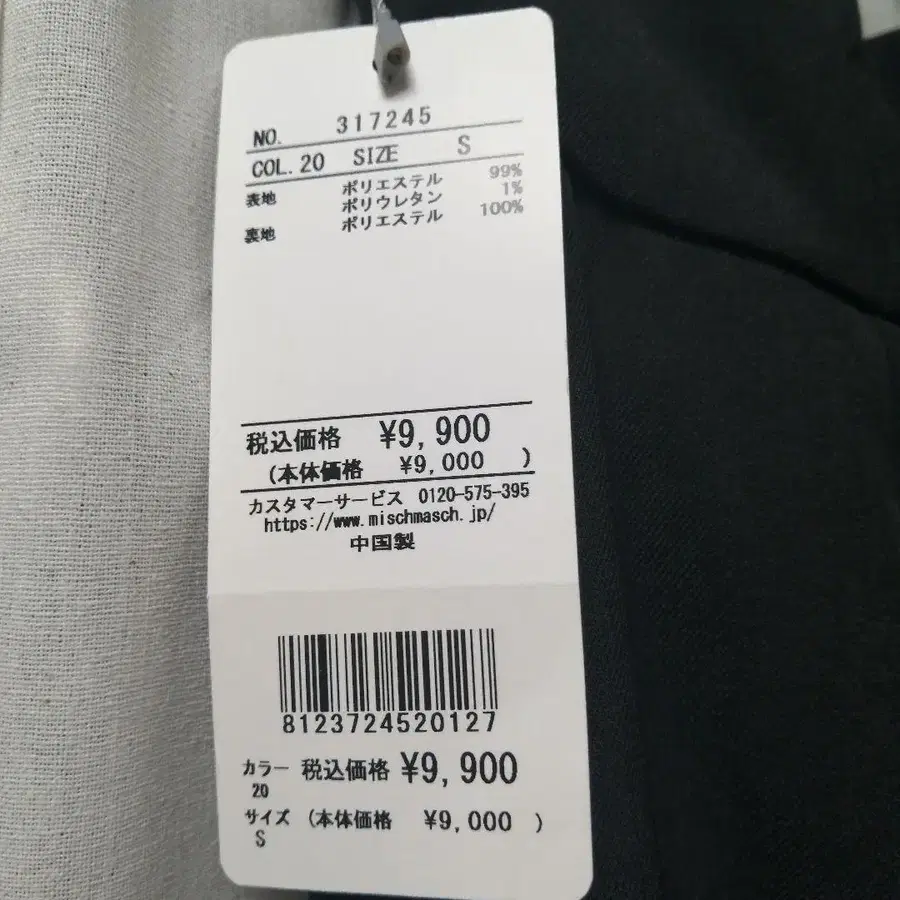 NO. 317245
COL.20 SIZE S
表地 ポリエステル 99%
ポリウレタン 1%
裏地 ポリエステル 100%
税込価格 ¥9,900
(本体価格 ¥9,000 )
カスタマーサービス 0120-575-395
https://www.mischmasch.jp/
中国製
8123724520127
カラー 税込価格 ¥9,900
20
サイズ (本体価格 ¥9,000 )
S